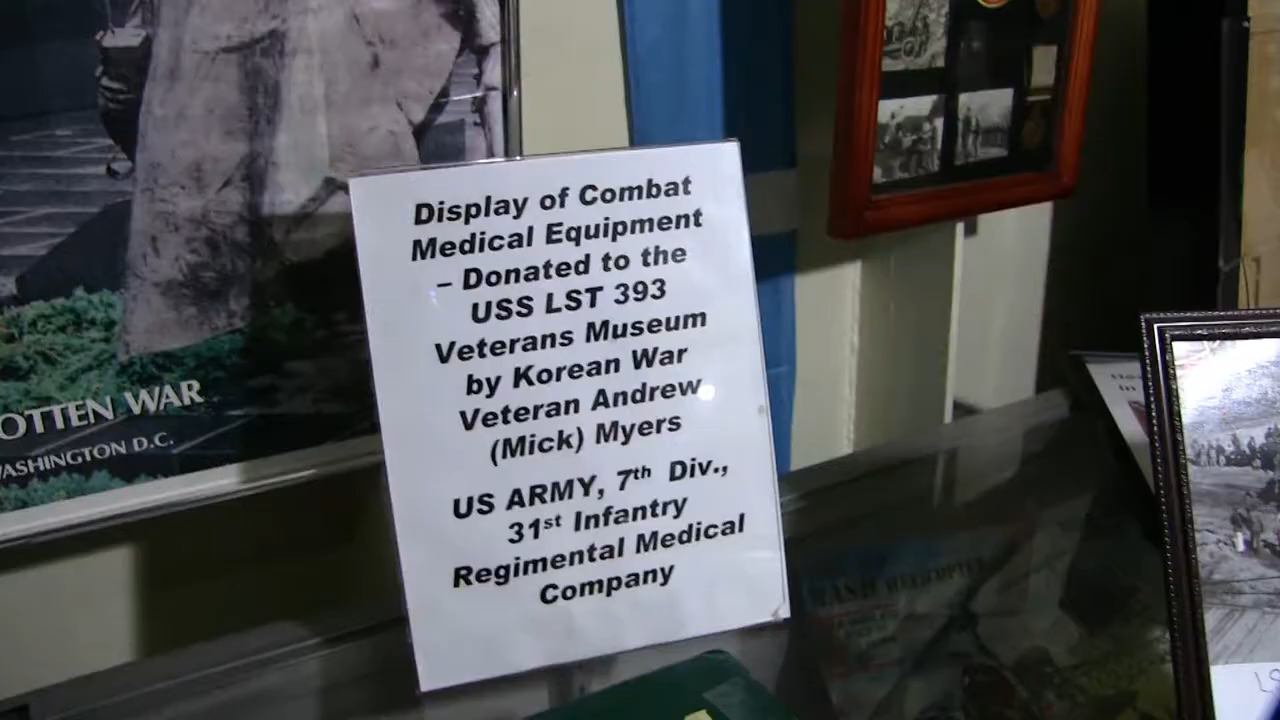 Display of Combat
Medical Equipment
– Donated to the
USS LST 393
Veterans Museum
by Korean War
Veteran Andrew
(Mick) Myers
US ARMY, 7th Div.,
31st Infantry
Regimental Medical
Company
OTTEN WAR
ASHINGTON D.C.